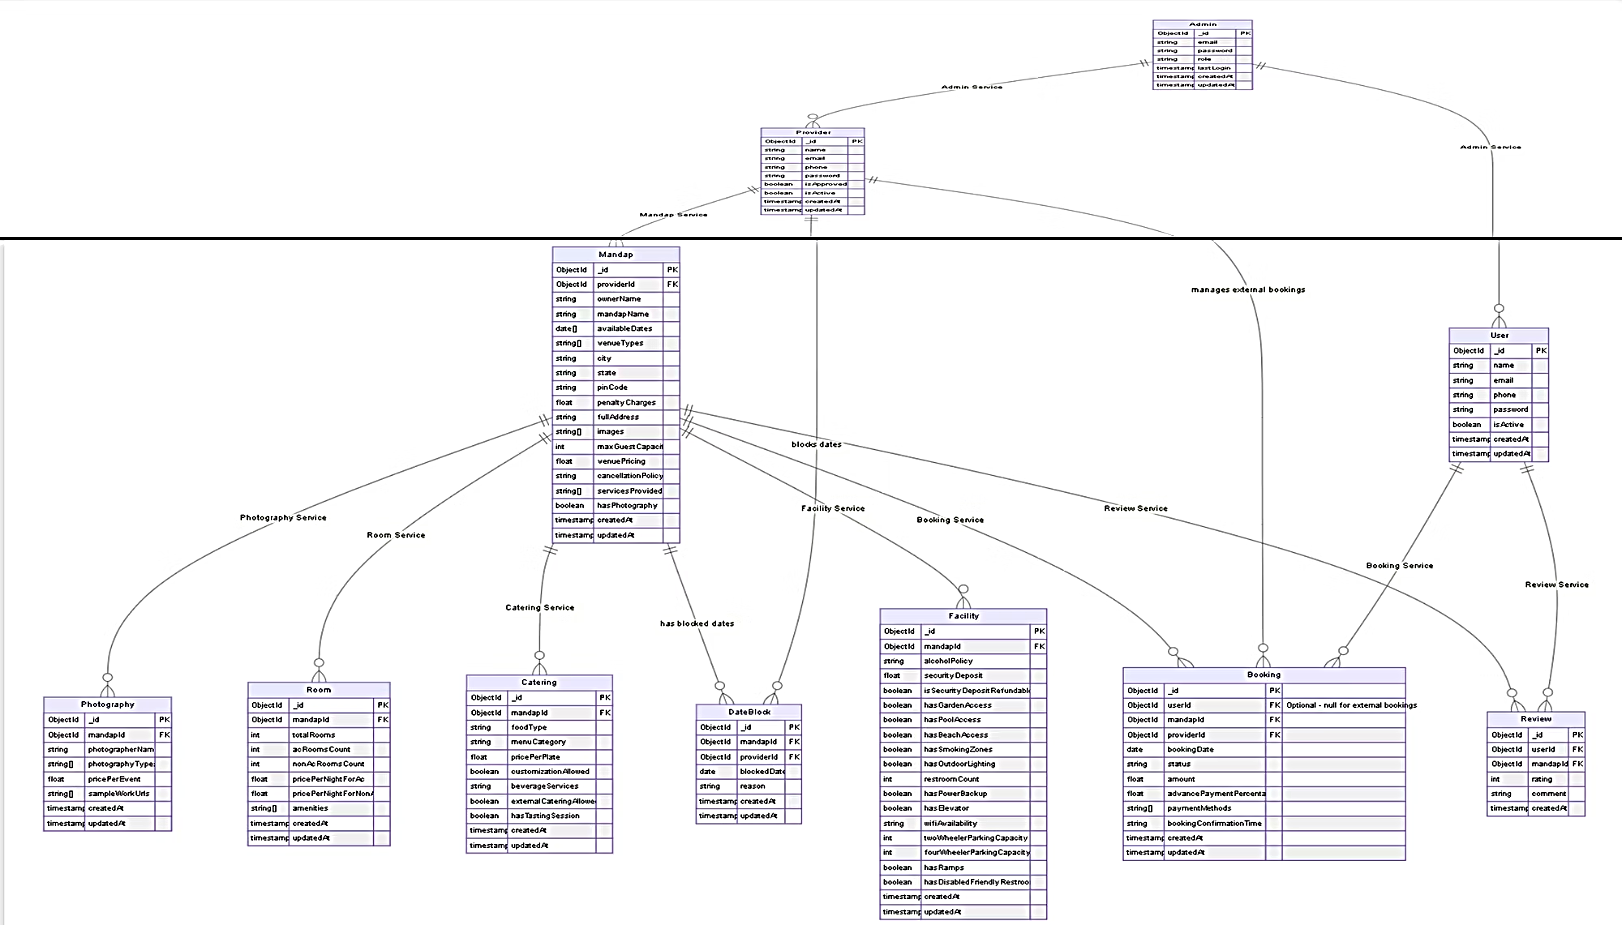 Admin
ObjectId _id PK
string email
string password
string role
timestamp lastLogin
timestamp createdAt
timestamp updatedAt
Admin Service
Admin Service
Provider
ObjectId _id PK
string name
string email
string phone
string password
boolean isApproved
boolean isActive
timestamp createdAt
timestamp updatedAt
Mandap Service
Mandap
ObjectId _id PK
ObjectId providerId FK
string ownerName
string mandapName
date[] availableDates
string[] venueTypes
string city
string state
string pinCode
float penaltyCharges
string fullAddress
string[] images
int maxGuestCapacit
float venuePricing
string cancellationPolicy
string[] servicesProvided
boolean hasPhotography
timestamp createdAt
timestamp updatedAt
manages external bookings
User
ObjectId _id PK
string name
string email
string phone
string password
boolean isActive
timestamp createdAt
timestamp updatedAt
blocks dates
Photography Service
Room Service
Facility Service
Booking Service
Review Service
Booking Service
Review Service
Catering Service
has blocked dates
Photography
ObjectId _id PK
ObjectId mandapId FK
string photographerNam
string[] photographyType
float pricePerEvent
string[] sampleWorkUrls
timestamp createdAt
timestamp updatedAt
Room
ObjectId _id PK
ObjectId mandapId FK
int totalRooms
int acRoomsCount
int nonAcRoomsCount
float pricePerNightForAc
float pricePerNightForNonA
string[] amenities
timestamp createdAt
timestamp updatedAt
Catering
ObjectId _id PK
ObjectId mandapId FK
string foodType
string menuCategory
float pricePerPlate
boolean customizationAllowed
string beverageServices
boolean externalCateringAllowe
boolean hasTastingSession
timestamp createdAt
timestamp updatedAt
DateBlock
ObjectId _id PK
ObjectId mandapId FK
ObjectId providerId FK
date blockedDate
string reason
timestamp createdAt
timestamp updatedAt
Facility
ObjectId _id PK
ObjectId mandapId FK
string alcoholPolicy
float securityDeposit
boolean isSecurityDepositRefundable
boolean hasGardenAccess
boolean hasPoolAccess
boolean hasBeachAccess
boolean hasSmokingZones
boolean hasOutdoorLighting
int restroomCount
boolean hasPowerBackup
boolean hasElevator
string wifiAvailability
int twoWheelerParkingCapacity
int fourWheelerParkingCapacity
boolean hasRamps
boolean hasDisabledFriendlyRestroo
timestamp createdAt
timestamp updatedAt
Booking
ObjectId _id PK
ObjectId userId FK Optional - null for external bookings
ObjectId mandapId FK
ObjectId providerId FK
date bookingDate
string status
float amount
float advancePaymentPercenta
string[] paymentMethods
string bookingConfirmationTime
timestamp createdAt
timestamp updatedAt
Review
ObjectId _id PK
ObjectId userId FK
ObjectId mandapId FK
int rating
string comment
timestamp createdAt